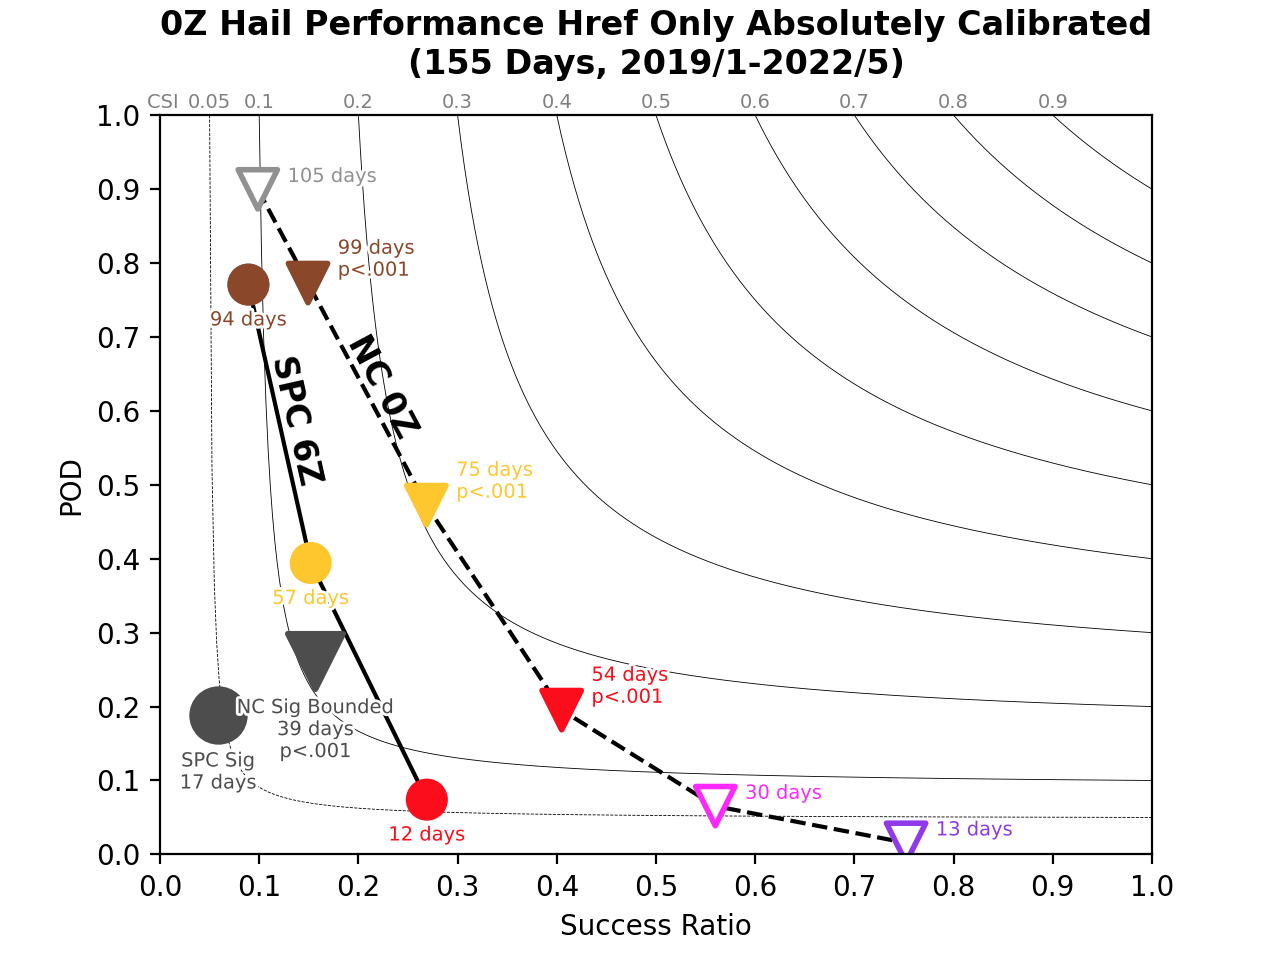 0Z Hail Performance Href Only Absolutely Calibrated
(155 Days, 2019/1-2022/5)
CSI 0.05 0.1 0.2 0.3 0.4 0.5 0.6 0.7 0.8 0.9
1.0
0.9
0.8
0.7
0.6
0.5
0.4
0.3
0.2
0.1
0.0
POD
105 days
99 days
p<.001
94 days
SPC 6Z
NC 0Z
75 days
p<.001
57 days
54 days
p<.001
NC Sig Bounded
39 days
p<.001
SPC Sig
17 days
30 days
12 days
13 days
0.0 0.1 0.2 0.3 0.4 0.5 0.6 0.7 0.8 0.9 1.0
Success Ratio